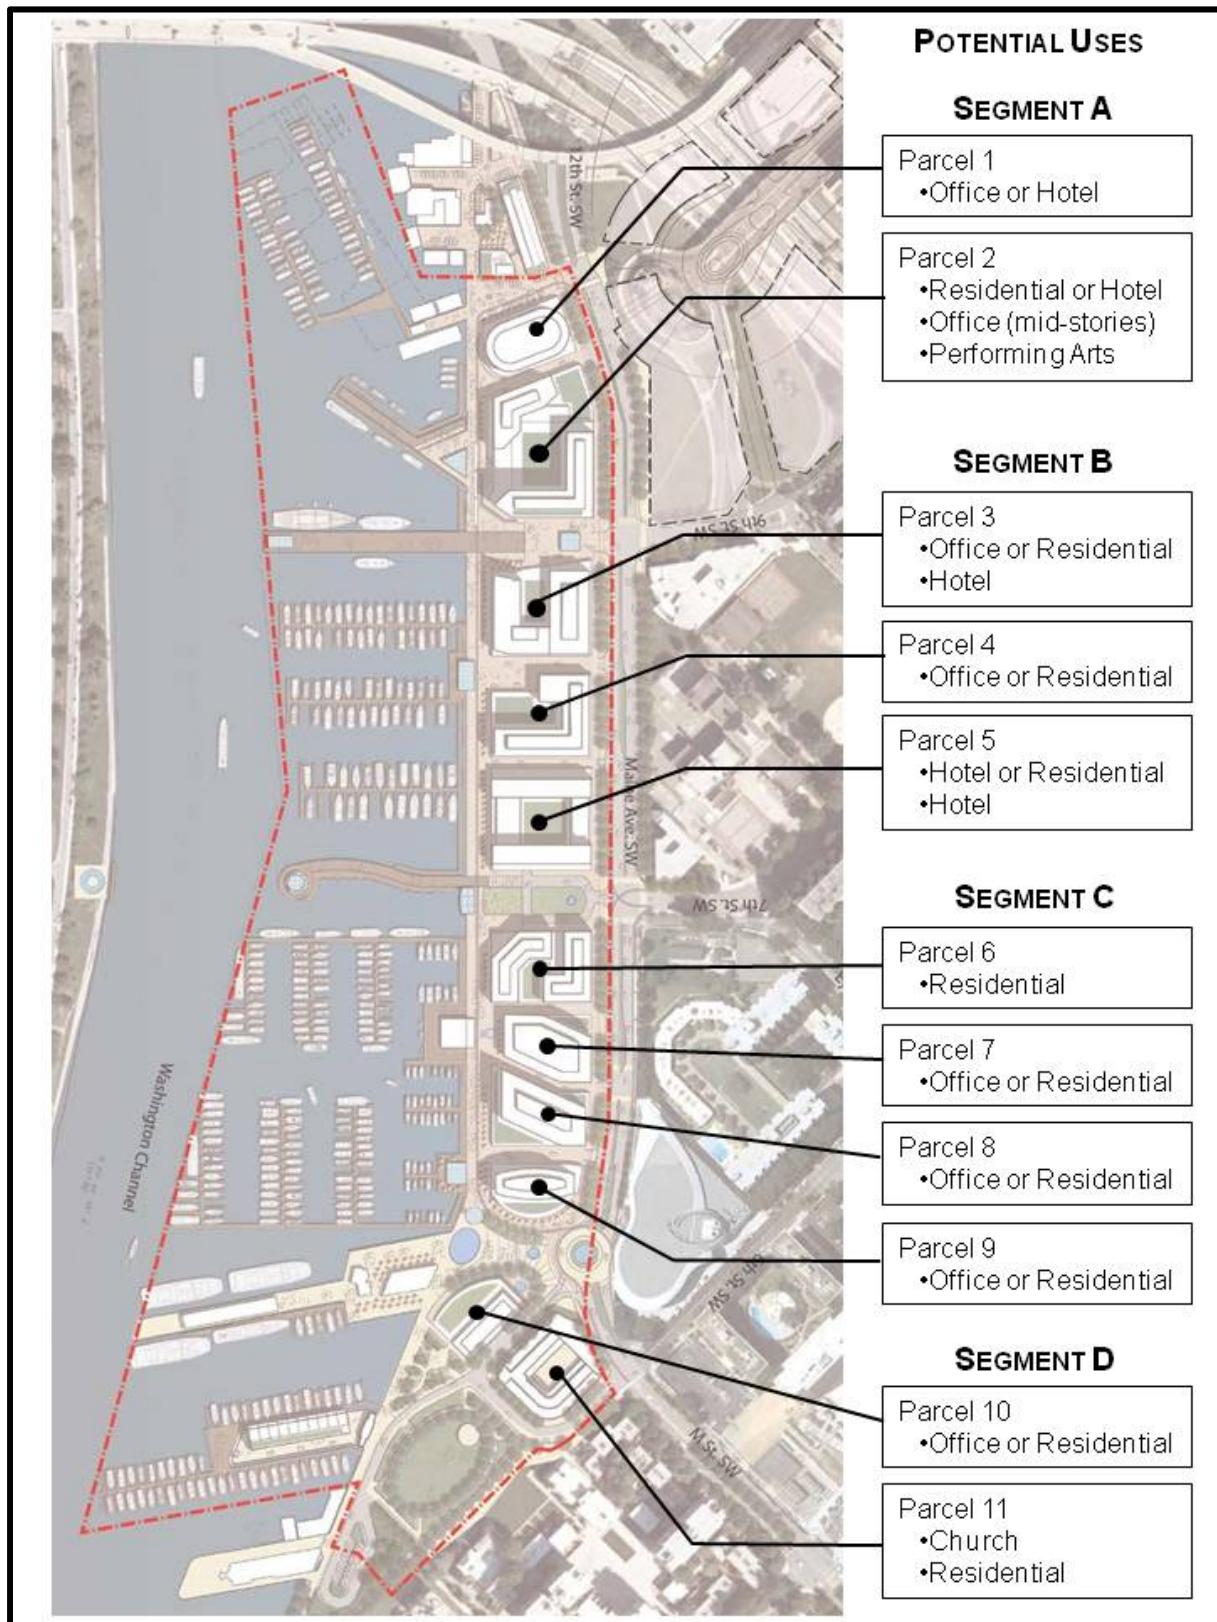 POTENTIAL USES
SEGMENT A
Parcel 1
•Office or Hotel
Parcel 2
•Residential or Hotel
•Office (mid-stories)
•Performing Arts
SEGMENT B
Parcel 3
•Office or Residential
•Hotel
Parcel 4
•Office or Residential
Parcel 5
•Hotel or Residential
•Hotel
SEGMENT C
Parcel 6
•Residential
Parcel 7
•Office or Residential
Parcel 8
•Office or Residential
Parcel 9
•Office or Residential
SEGMENT D
Parcel 10
•Office or Residential
Parcel 11
•Church
•Residential
12th St. SW
9th St. SW
Maine Ave. SW
7th St. SW
Washington Channel
6th St. SW
M St. SW